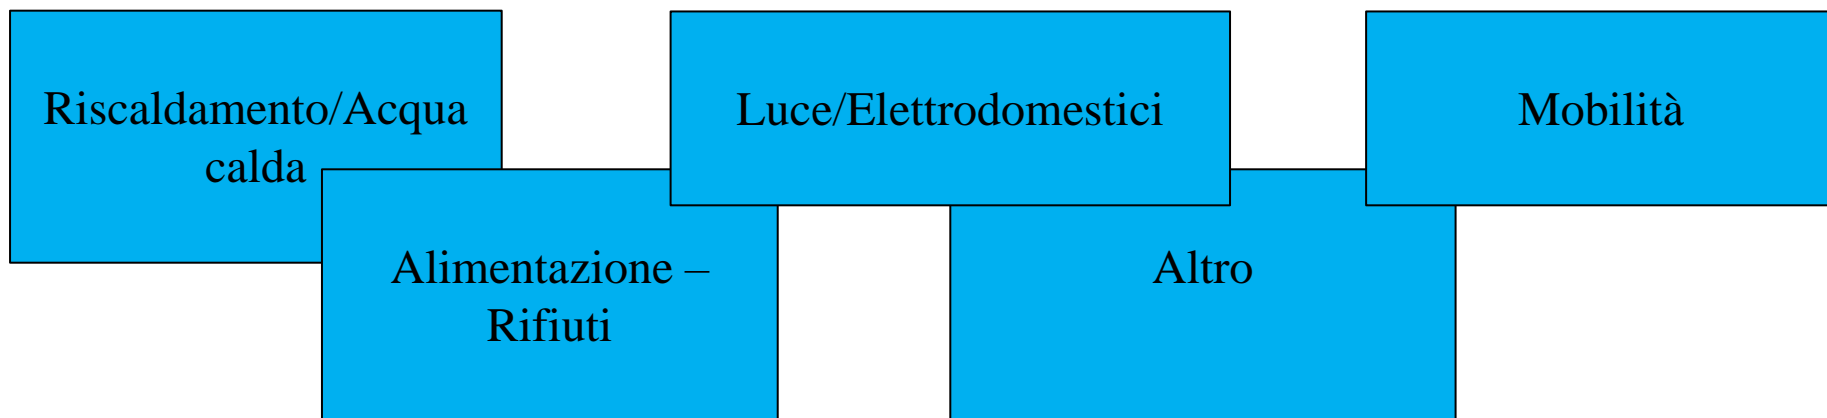 Riscaldamento/Acqua
calda
Luce/Elettrodomestici
Mobilità
Alimentazione –
Rifiuti
Altro